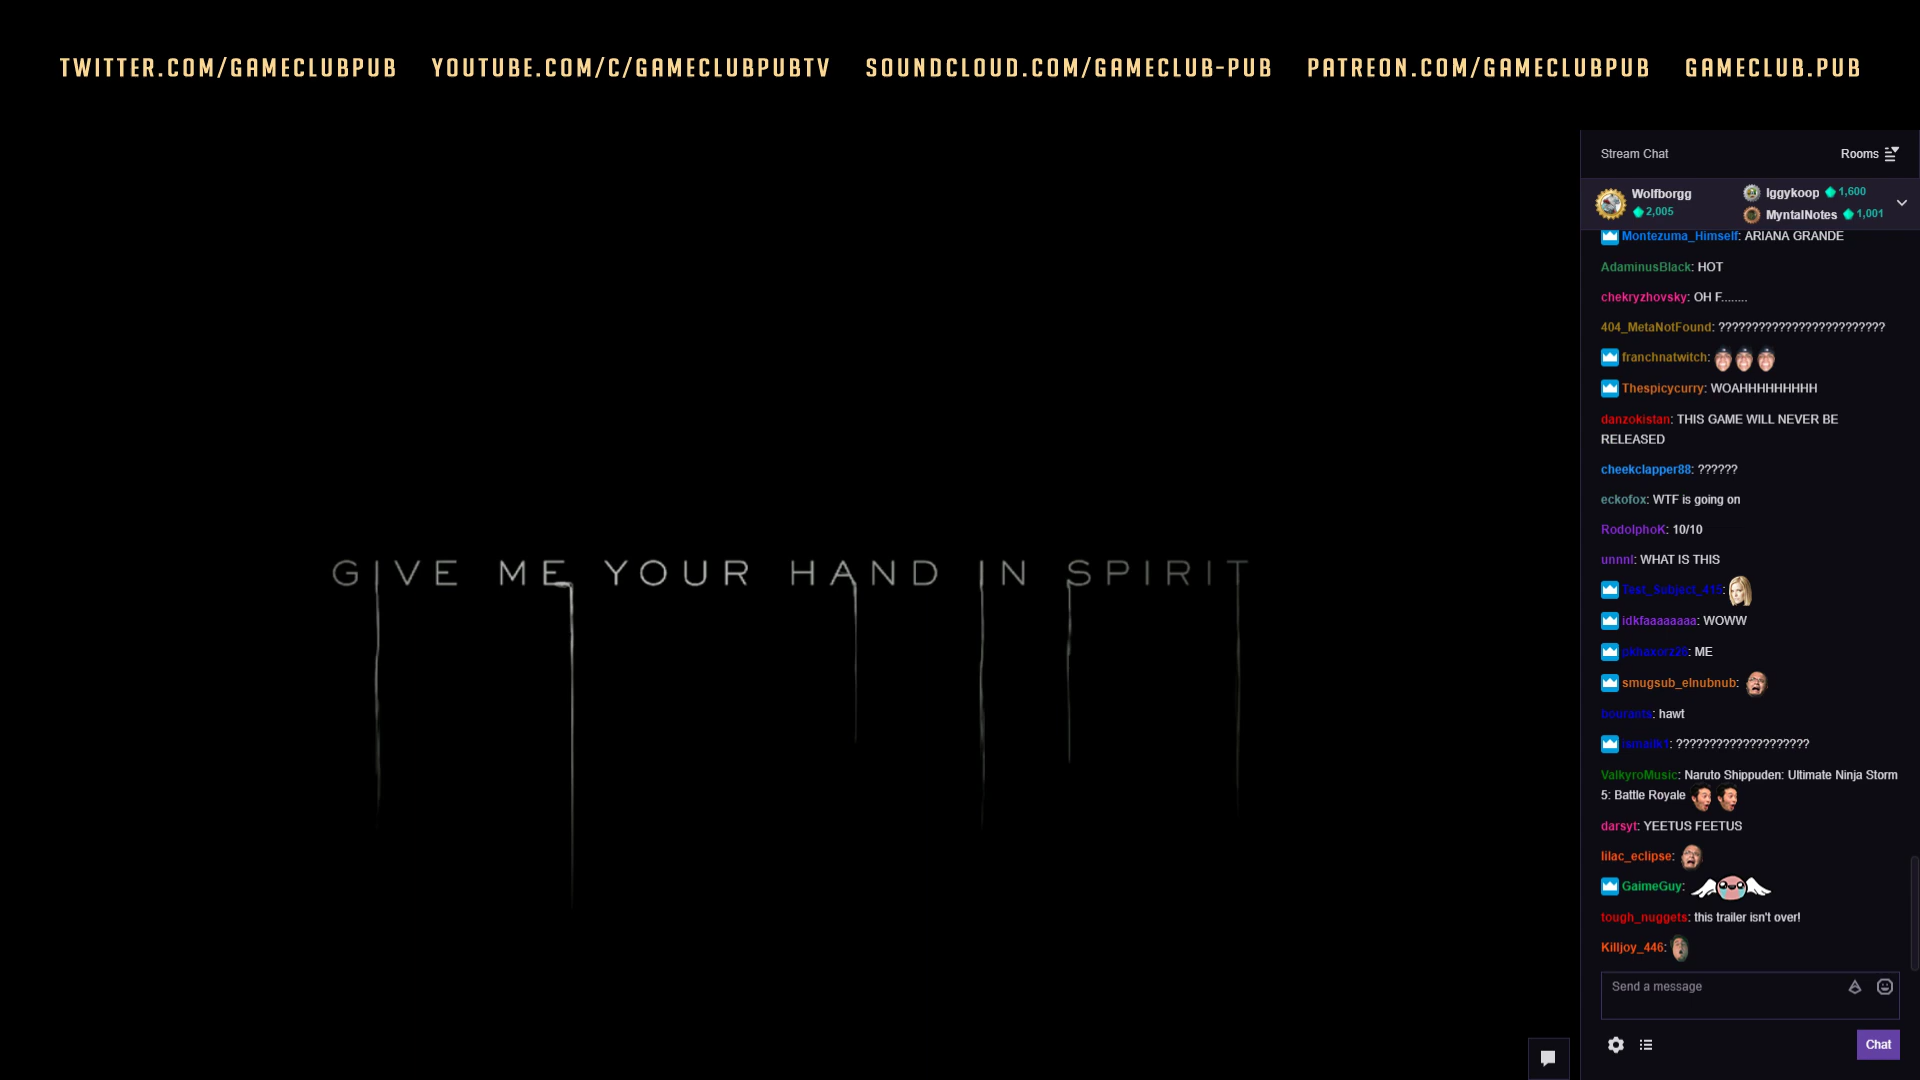 TWITTER.COM/GAMECLUBPUB YOUTUBE.COM/C/GAMECLUBPUBTV SOUNDCLOUD.COM/GAMECLUB-PUB PATREON.COM/GAMECLUBPUB GAMECLUB.PUB
GIVE ME YOUR HAND IN SPIRIT
Stream Chat Rooms
Wolfborgg 2,005
Iggykoop 1,600
MyntalNotes 1,001
Montezuma_Himself: ARIANA GRANDE
AdaminusBlack: HOT
chekryzhovsky: OH F........
404_MetaNotFound: ?????????????????????????
franchnatwitch:
Thespicycurry: WOAHHHHHHHHH
danzokistan: THIS GAME WILL NEVER BE
RELEASED
cheekclapper88: ??????
eckofox: WTF is going on
RodolphoK: 10/10
unnnl: WHAT IS THIS
Test_Subject_415:
idkfaaaaaaaa: WOWW
okhaxorz26: ME
smugsub_elnubnub:
bourants: hawt
ismailk1: ????????????????????
ValkyroMusic: Naruto Shippuden: Ultimate Ninja Storm
5: Battle Royale
darsyt: YEETUS FEETUS
lilac_eclipse:
GaimeGuy:
tough_nuggets: this trailer isn't over!
Killjoy_446:
Send a message
Chat